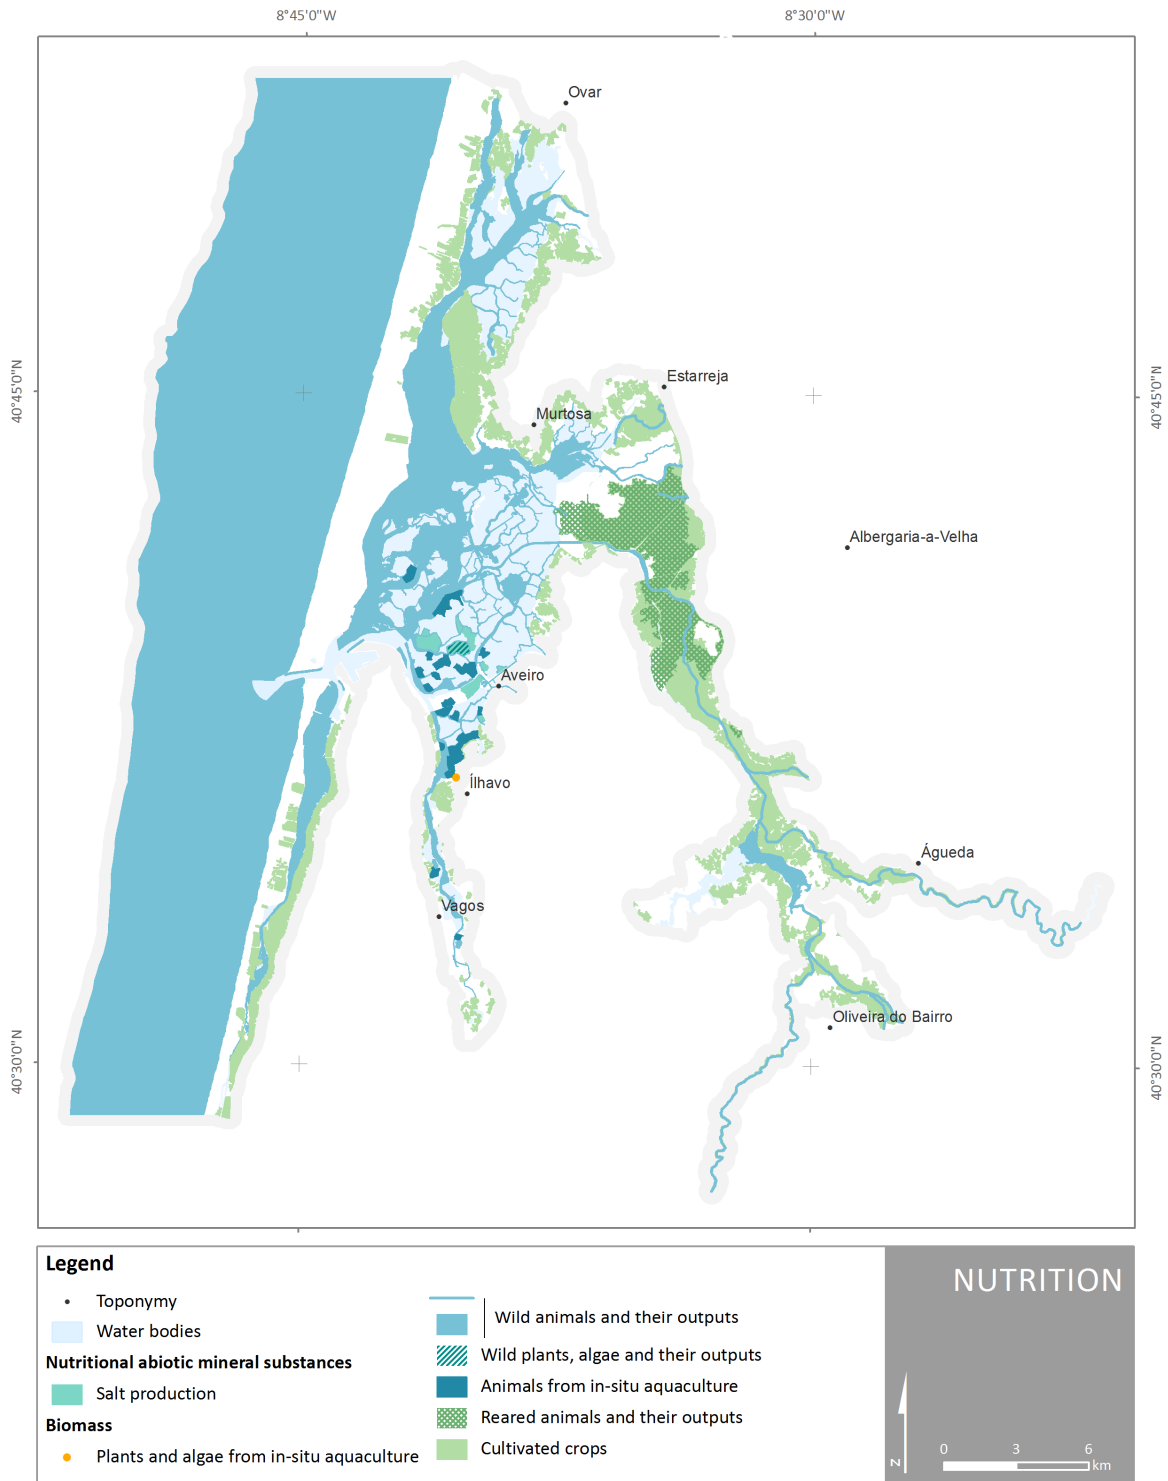 8°45'0"W
8°30'0"W
Ovar
40°45'0"N
40°45'0"N
Estarreja
Murtosa
Albergaria-a-Velha
Aveiro
Ílhavo
Águeda
Vagos
Oliveira do Bairro
40°30'0"N
40°30'0"N
Legend
Toponymy
Water bodies
Nutritional abiotic mineral substances
Salt production
Biomass
Plants and algae from in-situ aquaculture
Wild animals and their outputs
Wild plants, algae and their outputs
Animals from in-situ aquaculture
Reared animals and their outputs
Cultivated crops
NUTRITION
N
0 3 6
km